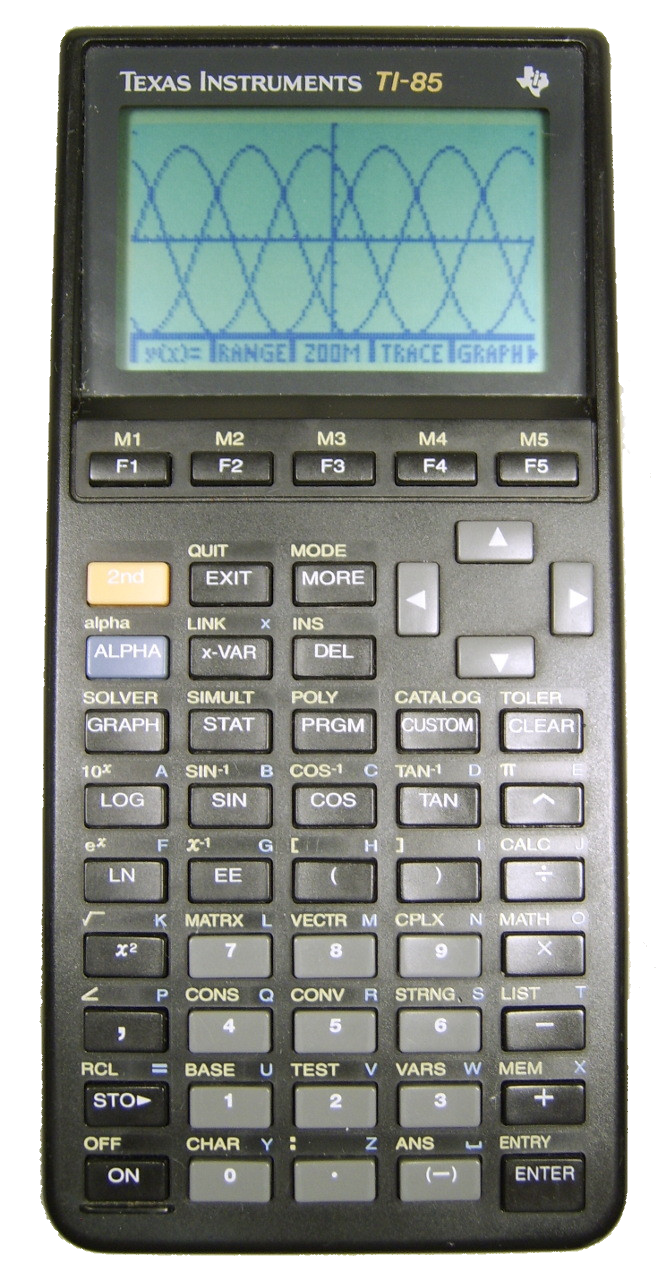 TEXAS INSTRUMENTS TI-85
y(x)= RANGE ZOOM TRACE GRAPH
M1 M2 M3 M4 M5
F1 F2 F3 F4 F5
QUIT MODE
2nd EXIT MORE
alpha LINK x INS
ALPHA x-VAR DEL
SOLVER SIMULT POLY CATALOG TOLER
GRAPH STAT PRGM CUSTOM CLEAR
10ˣ A SIN⁻¹ B COS⁻¹ C TAN⁻¹ D π E
LOG SIN COS TAN ^
eˣ F x⁻¹ G [ H ] I CALC J
LN EE ( ) ÷
√ K MATRX L VECTR M CPLX N MATH O
x² 7 8 9 ×
∠ P CONS Q CONV R STRNG S LIST T
, 4 5 6 −
RCL = BASE U TEST V VARS W MEM X
STO► 1 2 3 +
OFF CHAR Y : Z ANS ␣ ENTRY
ON 0 . (—) ENTER